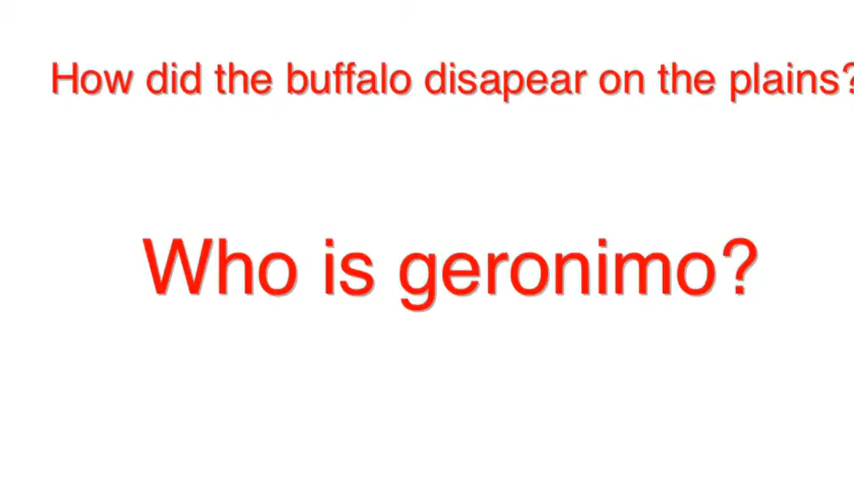 How did the buffalo disapear on the plains?
Who is geronimo?